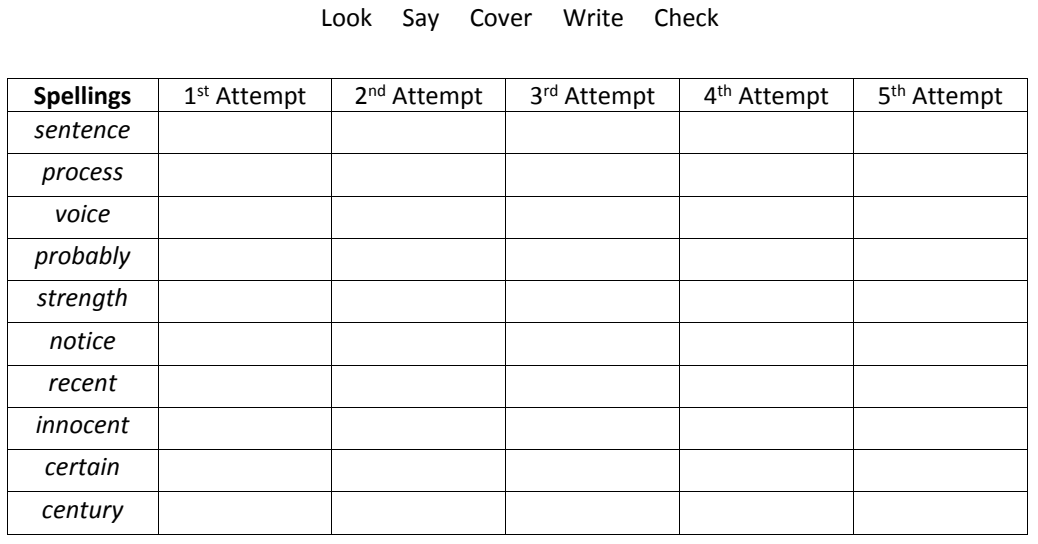 Look Say Cover Write Check
Spellings 1st Attempt 2nd Attempt 3rd Attempt 4th Attempt 5th Attempt
sentence
process
voice
probably
strength
notice
recent
innocent
certain
century